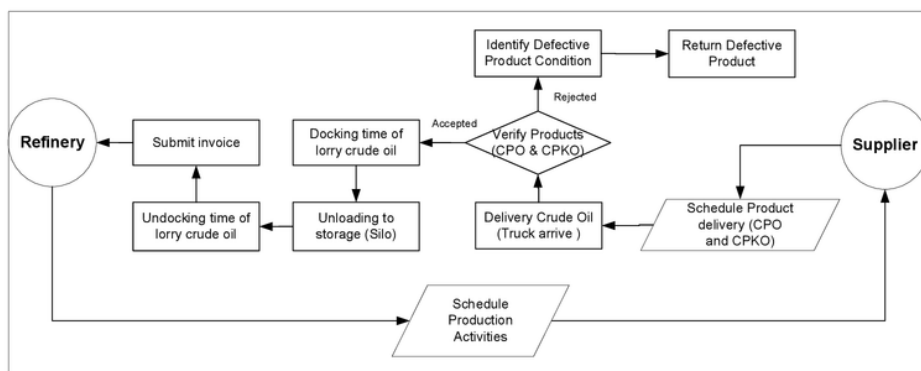 Identify Defective
Product Condition
Return Defective
Product
Rejected
Accepted
Refinery
Submit invoice
Docking time of
lorry crude oil
Verify Products
(CPO & CPKO)
Supplier
Undocking time of
lorry crude oil
Unloading to
storage (Silo)
Delivery Crude Oil
(Truck arrive )
Schedule Product
delivery (CPO
and CPKO)
Schedule
Production
Activities